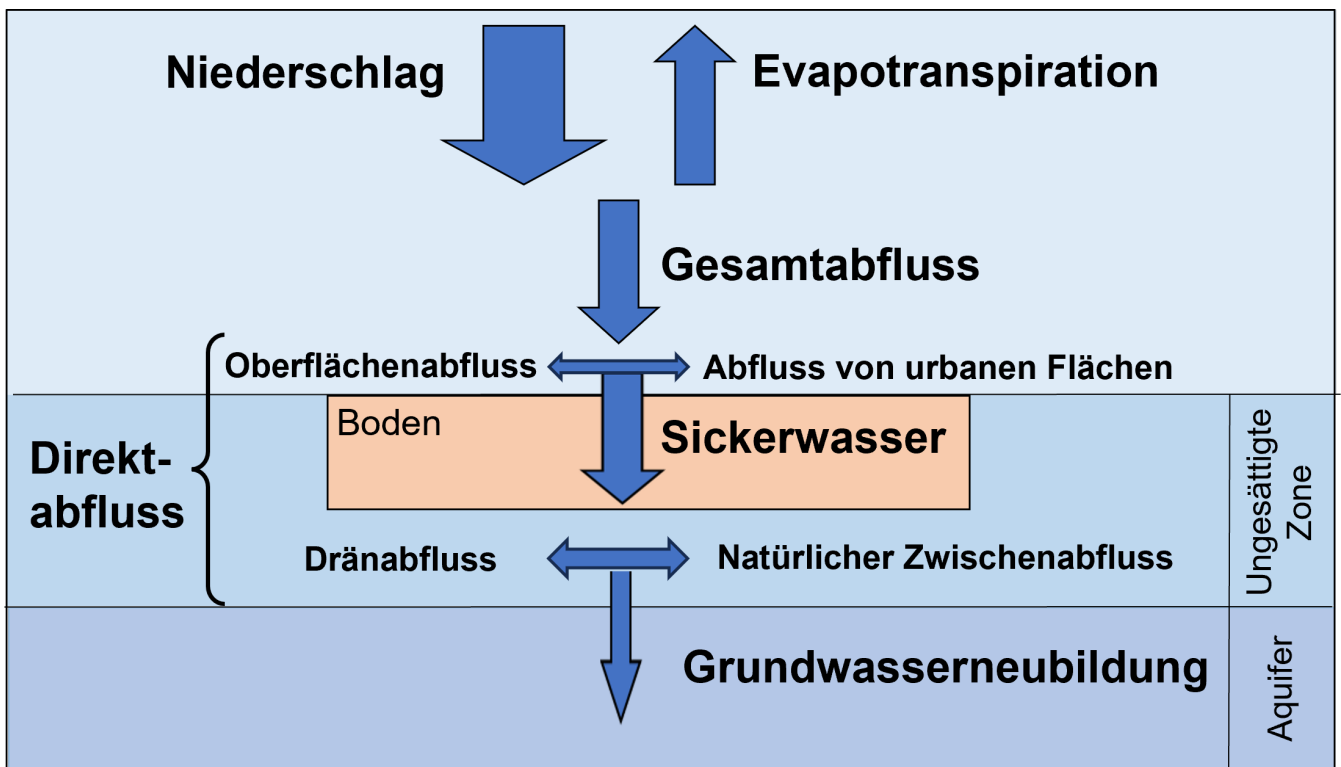 Niederschlag
Evapotranspiration
Gesamtabfluss
Oberflächenabfluss
Abfluss von urbanen Flächen
Boden
Sickerwasser
Direkt-
abfluss
Ungesättigte
Zone
Dränabfluss
Natürlicher Zwischenabfluss
Grundwasserneubildung
Aquifer